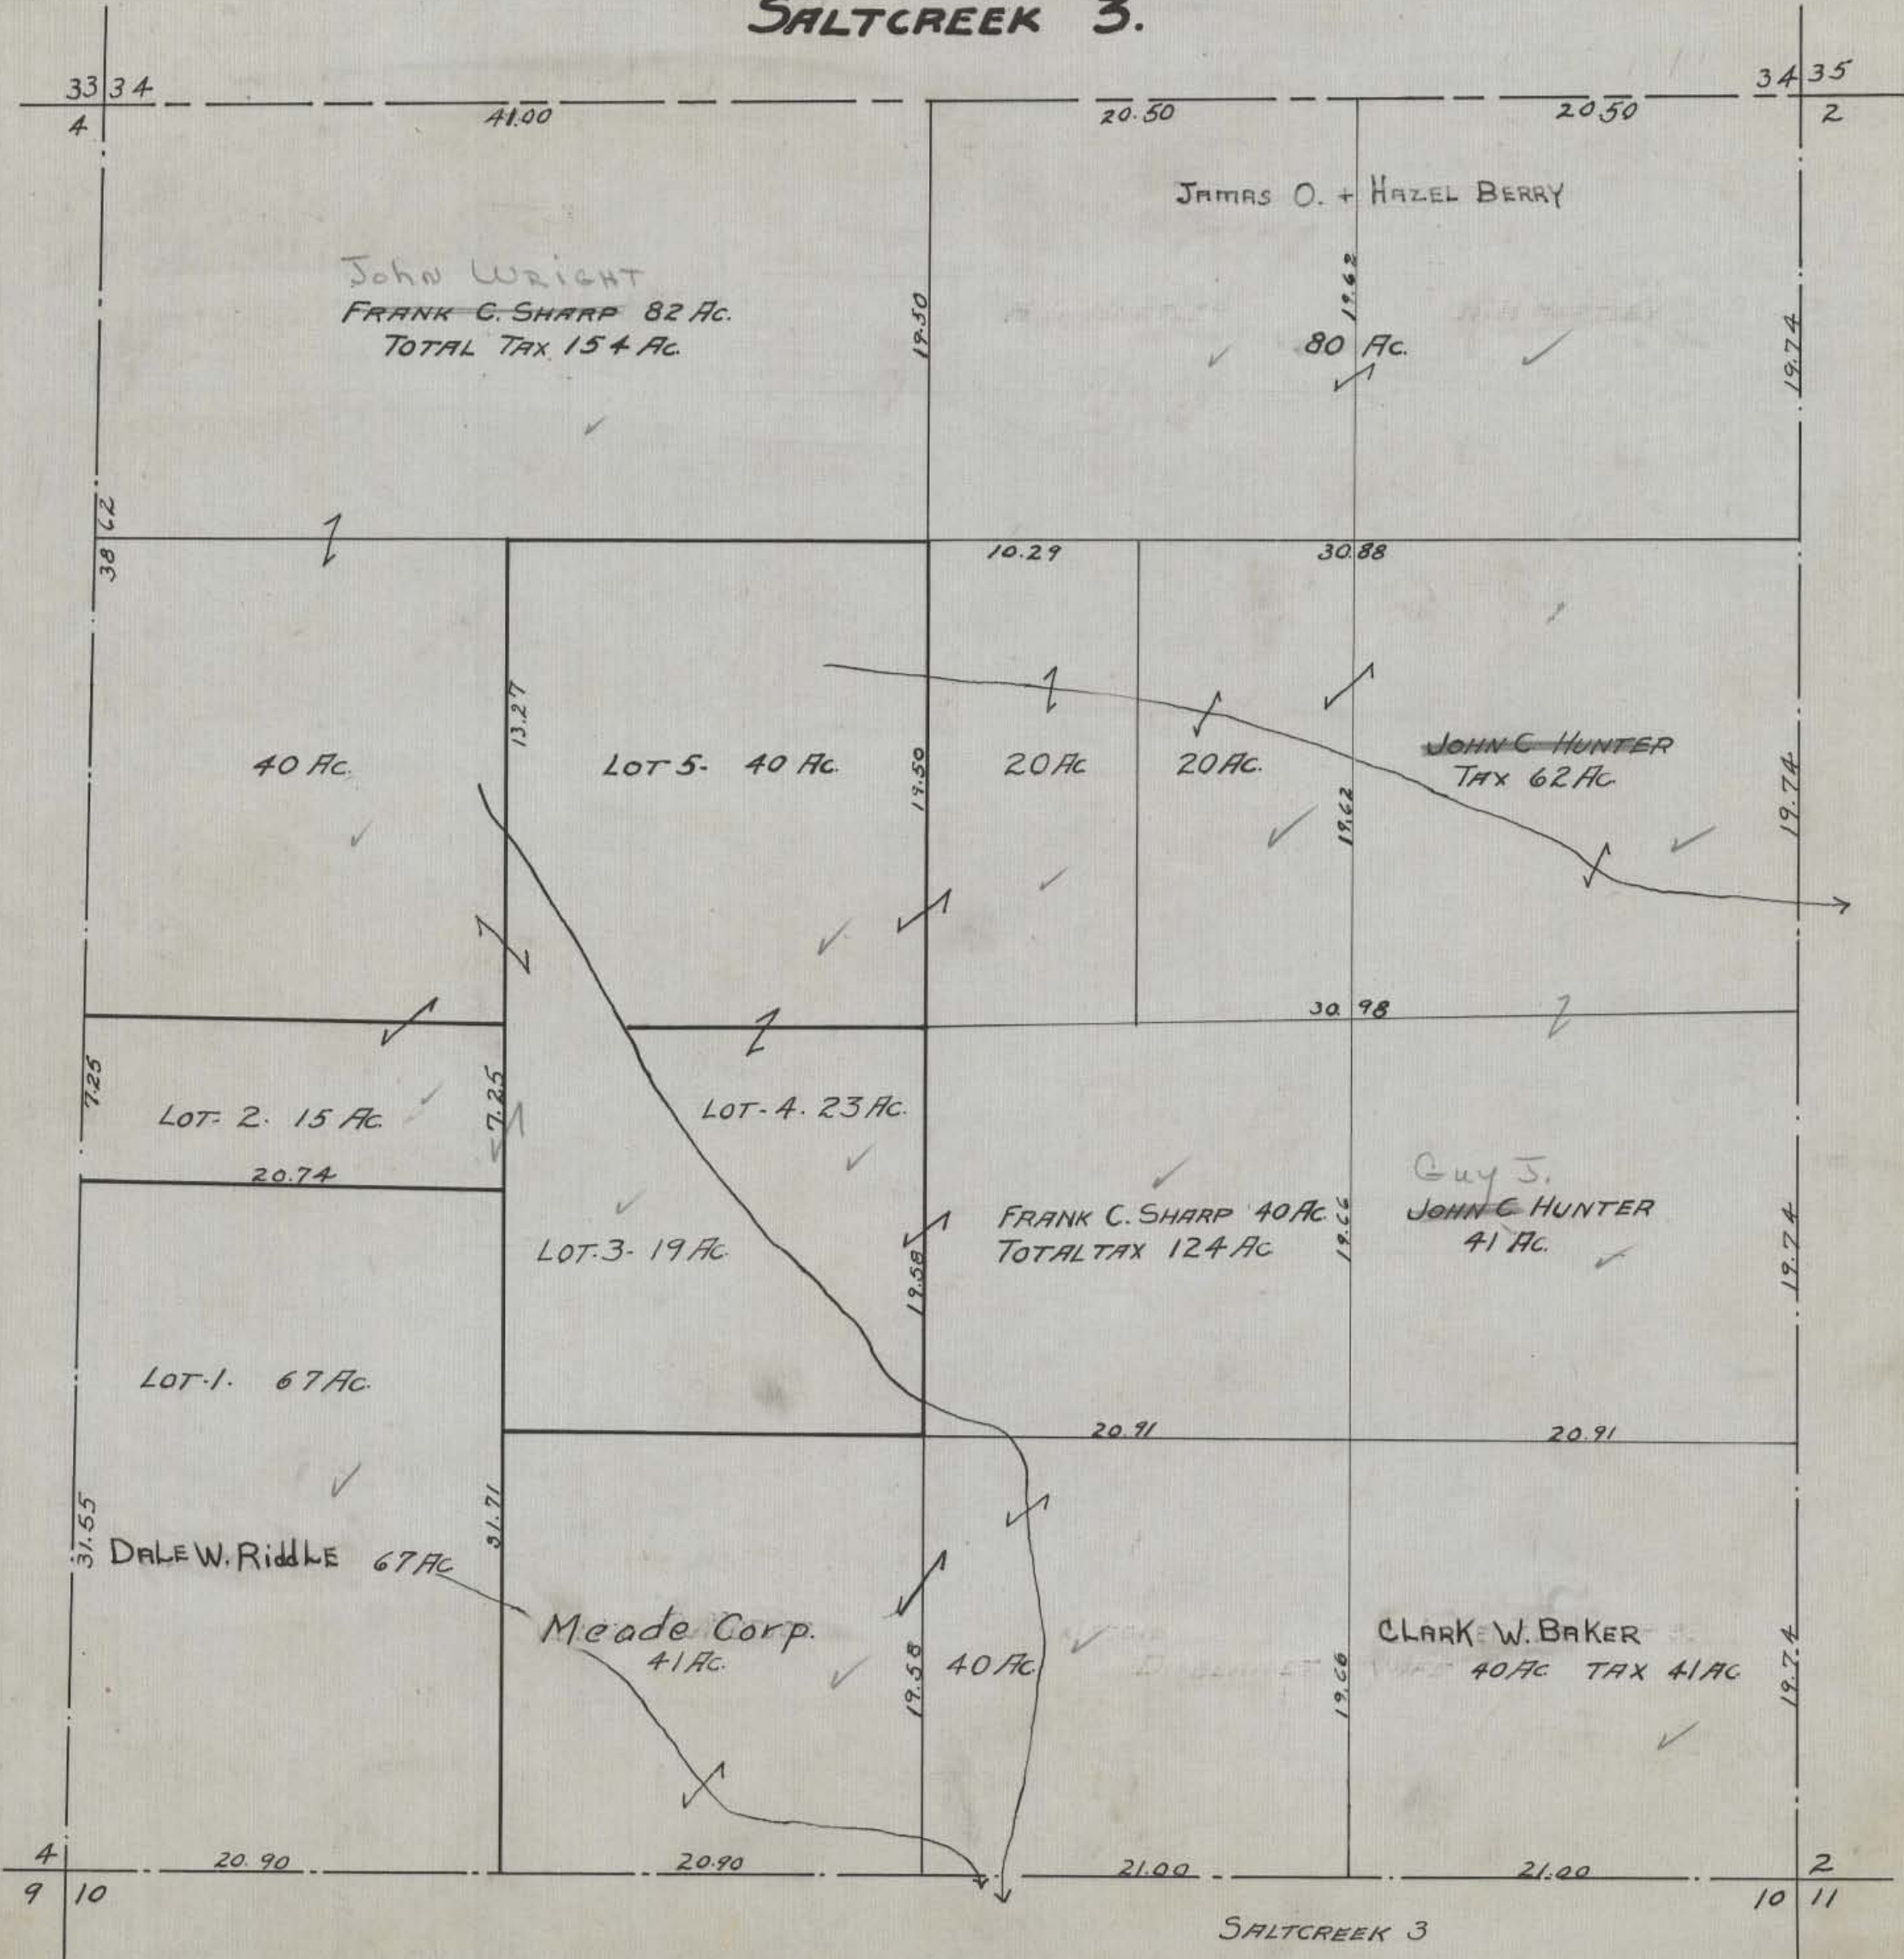 SALTCREEK 3.
33 34
34 35
4
41.00
20.50
20.50
2
JAMAS O. + HAZEL BERRY
John WRIGHT
FRANK C. SHARP 82 Ac.
TOTAL TAX 154 Ac.
19.50
19.62
80 Ac.
19.74
38 62
10.29
30.88
13.27
40 Ac.
LOT 5- 40 Ac.
19.50
20 Ac
20 Ac.
19.62
JOHN C. HUNTER
TAX 62 Ac.
19.74
30.98
7.25
7.25
LOT- 2. 15 Ac.
LOT- 4. 23 Ac.
20.74
LOT.3- 19 Ac.
19.58
FRANK C. SHARP 40 Ac.
TOTAL TAX 124 Ac
19.66
Guy J.
JOHN C HUNTER
41 Ac.
19.74
LOT.1. 67 Ac.
20.91
20.91
31.55
31.71
DALE W. RiddLE 67 Ac
Meade Corp.
41 Ac.
19.58
40 Ac
19.66
CLARK W. BAKER
40 Ac TAX 41 Ac
19.74
4
20.90
20.90
21.00
21.00
2
9 10
10 11
SALTCREEK 3